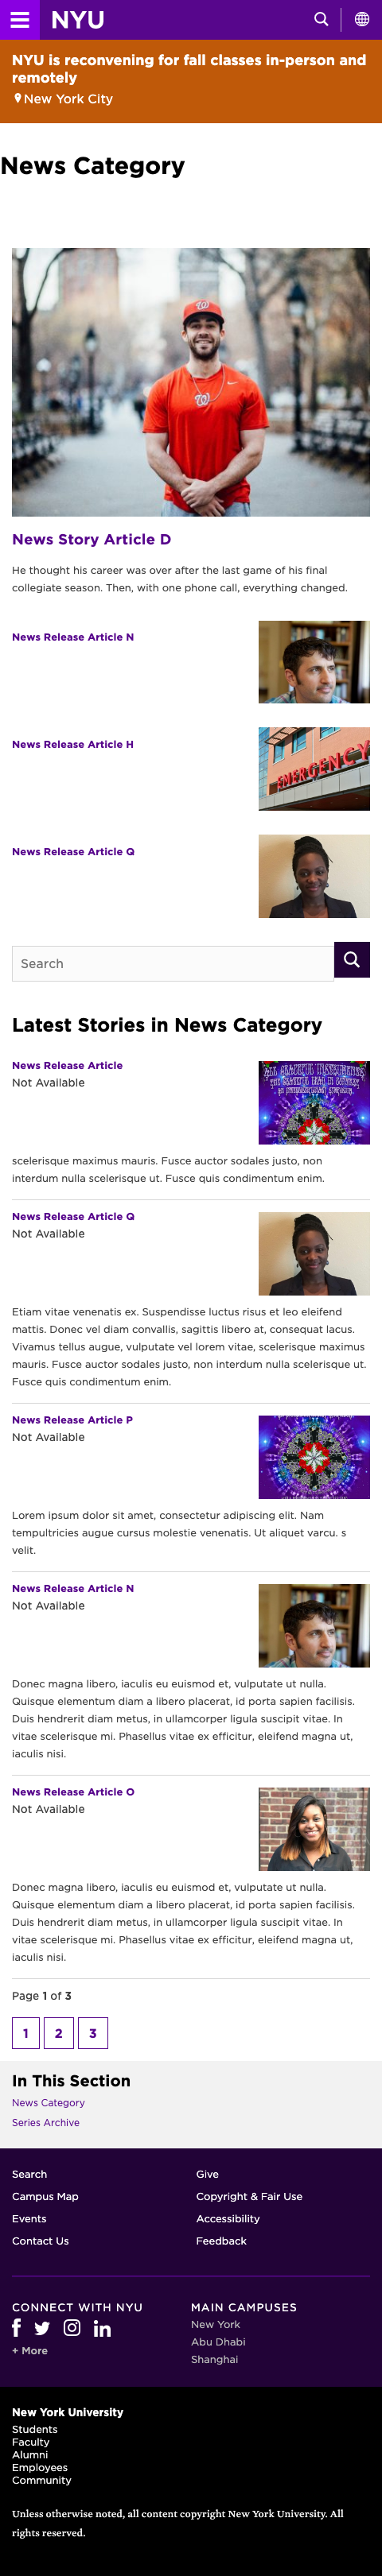 NYU
NYU is reconvening for fall classes in-person and
remotely
New York City
News Category
News Story Article D
He thought his career was over after the last game of his final
collegiate season. Then, with one phone call, everything changed.
News Release Article N
News Release Article H
EMERGENCY
News Release Article Q
Search
Latest Stories in News Category
News Release Article
Not Available
scelerisque maximus mauris. Fusce auctor sodales justo, non
interdum nulla scelerisque ut. Fusce quis condimentum enim.
News Release Article Q
Not Available
Etiam vitae venenatis ex. Suspendisse luctus risus et leo eleifend
mattis. Donec vel diam convallis, sagittis libero at, consequat lacus.
Vivamus tellus augue, vulputate vel lorem vitae, scelerisque maximus
mauris. Fusce auctor sodales justo, non interdum nulla scelerisque ut.
Fusce quis condimentum enim.
News Release Article P
Not Available
Lorem ipsum dolor sit amet, consectetur adipiscing elit. Nam
tempultricies augue cursus molestie venenatis. Ut aliquet varcu. s
velit.
News Release Article N
Not Available
Donec magna libero, iaculis eu euismod et, vulputate ut nulla.
Quisque elementum diam a libero placerat, id porta sapien facilisis.
Duis hendrerit diam metus, in ullamcorper ligula suscipit vitae. In
vitae scelerisque mi. Phasellus vitae ex efficitur, eleifend magna ut,
iaculis nisi.
News Release Article O
Not Available
Donec magna libero, iaculis eu euismod et, vulputate ut nulla.
Quisque elementum diam a libero placerat, id porta sapien facilisis.
Duis hendrerit diam metus, in ullamcorper ligula suscipit vitae. In
vitae scelerisque mi. Phasellus vitae ex efficitur, eleifend magna ut,
iaculis nisi.
Page 1 of 3
1 2 3
In This Section
News Category
Series Archive
Search
Campus Map
Events
Contact Us
Give
Copyright & Fair Use
Accessibility
Feedback
CONNECT WITH NYU
+ More
MAIN CAMPUSES
New York
Abu Dhabi
Shanghai
New York University
Students
Faculty
Alumni
Employees
Community
Unless otherwise noted, all content copyright New York University. All
rights reserved.